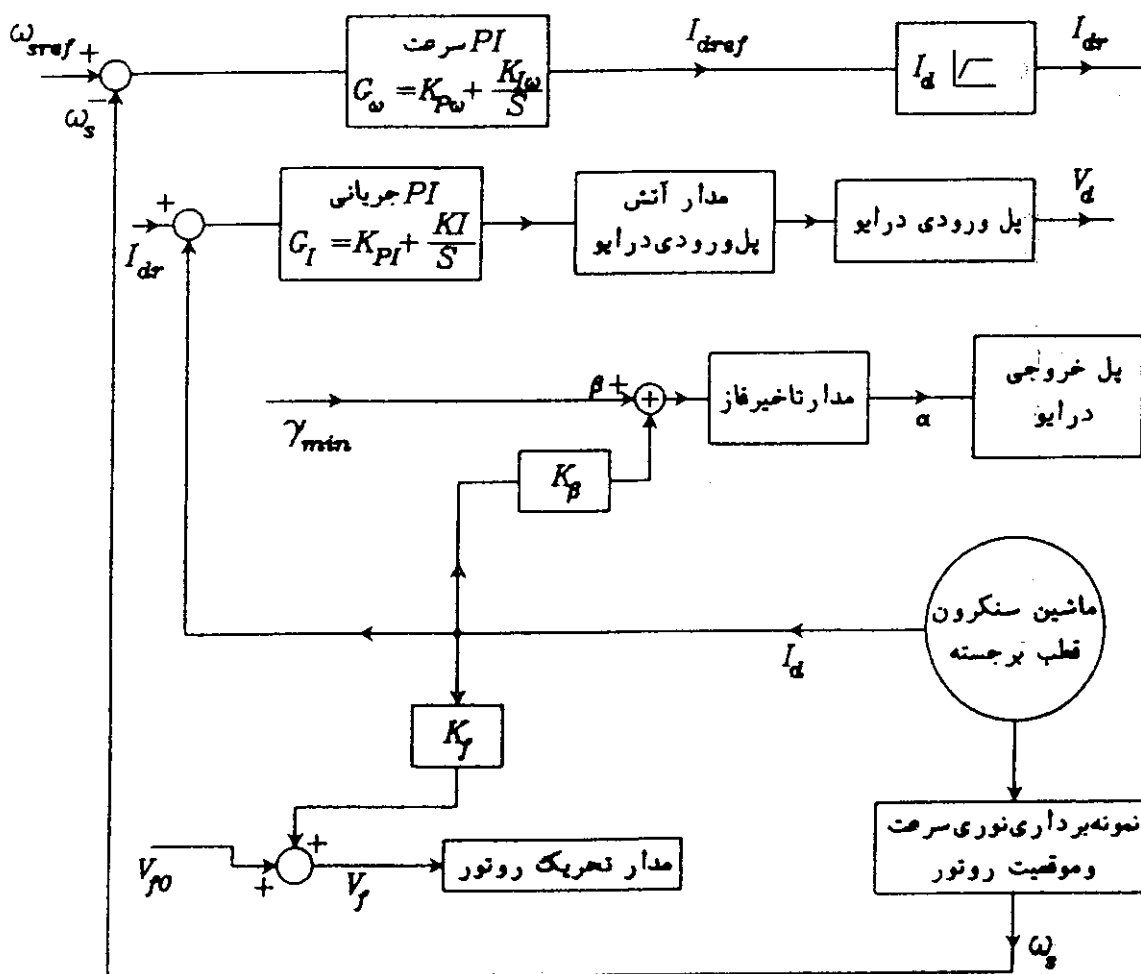 ω_sref +
PI سرعت
G_ω = K_Pω + K_Iω/S
I_dref
I_d
I_dr
ω_s −
+
I_dr
PI جریانی
G_I = K_PI + KI/S
مدار آتش
پل ورودی درایو
پل ورودی درایو
V_d
γ_min
β +
+
مدار تاخیر فاز
α
پل خروجی
درایو
K_β
ماشین سنکرون
قطب برجسته
I_d
K_f
نمونه برداری نوری سرعت
وموقعیت روتور
V_f0
+
+
V_f
مدار تحریک روتور
ω_s